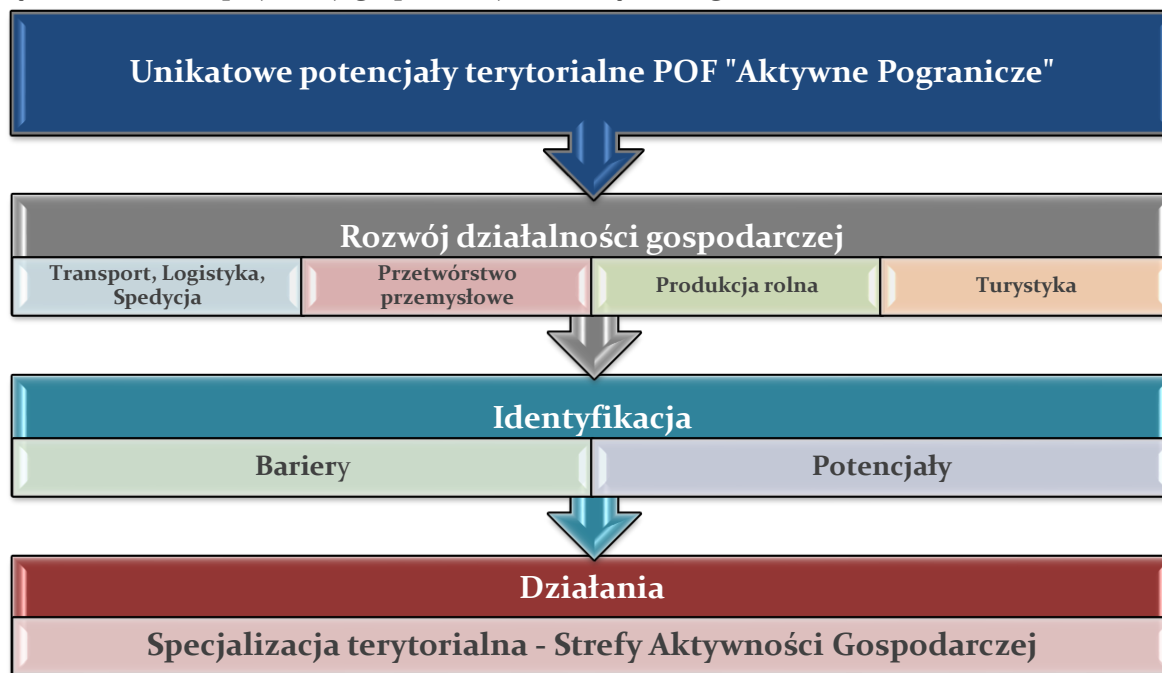 Unikatowe potencjały terytorialne POF "Aktywne Pogranicze"
Rozwój działalności gospodarczej
Transport, Logistyka,
Spedycja
Przetwórstwo
przemysłowe
Produkcja rolna
Turystyka
Identyfikacja
Bariery
Potencjały
Działania
Specjalizacja terytorialna - Strefy Aktywności Gospodarczej